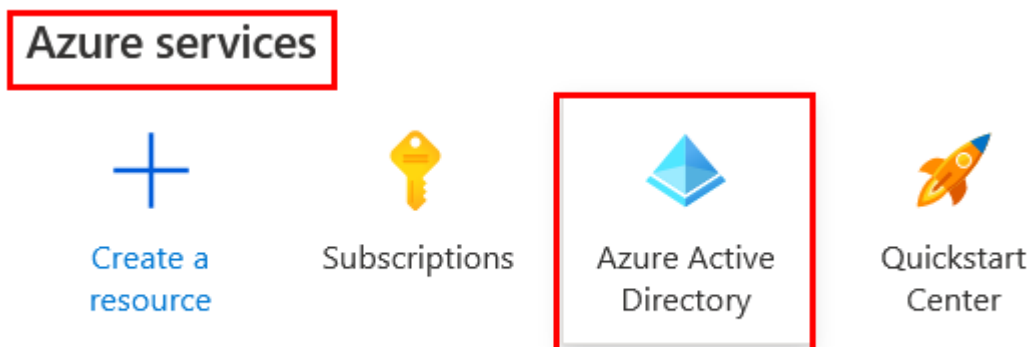 Azure services
Create a
resource
Subscriptions
Azure Active
Directory
Quickstart
Center